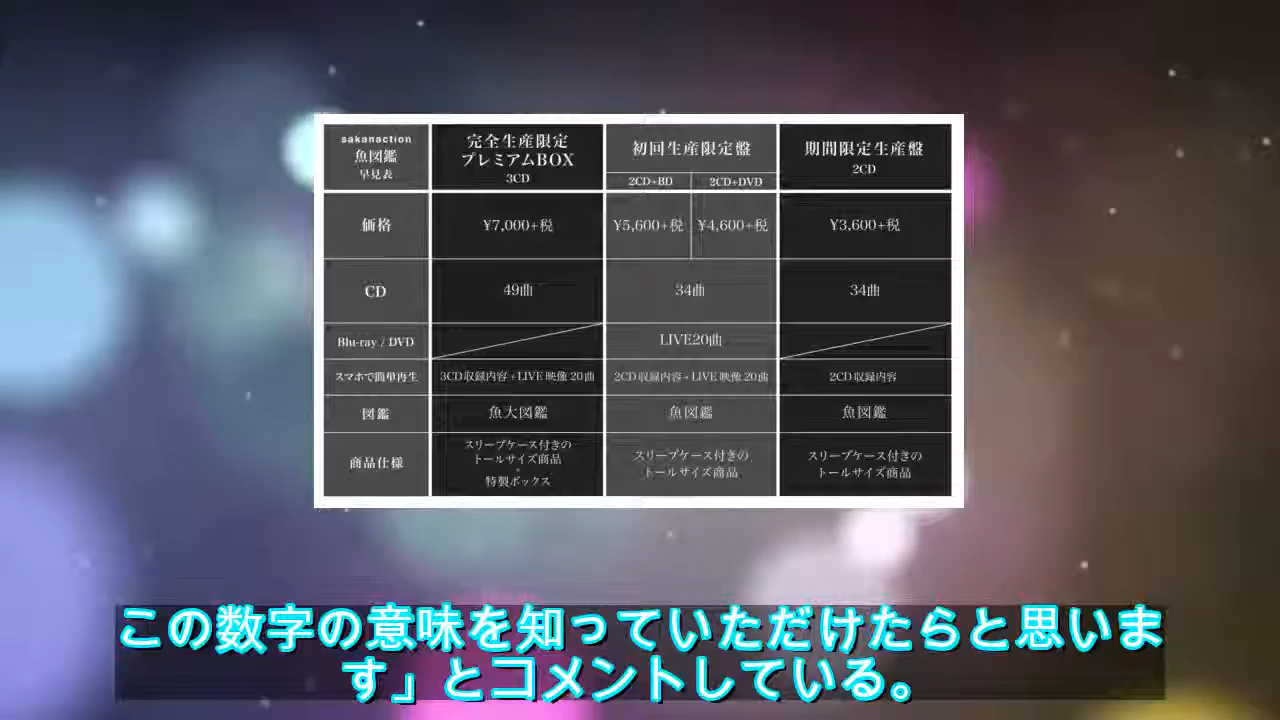 sakanaction
魚図鑑
早見表
完全生産限定
プレミアムBOX
3CD
初回生産限定盤
2CD+BD
2CD+DVD
期間限定生産盤
2CD
価格
¥7,000+税
¥5,600+税
¥4,600+税
¥3,600+税
CD
49曲
34曲
34曲
Blu-ray / DVD
LIVE20曲
スマホで簡単再生
3CD収録内容+LIVE映像20曲
2CD収録内容+LIVE映像20曲
2CD収録内容
図鑑
魚大図鑑
魚図鑑
魚図鑑
商品仕様
スリーブケース付きの
トールサイズ商品
+
特製ボックス
スリーブケース付きの
トールサイズ商品
スリーブケース付きの
トールサイズ商品
この数字の意味を知っていただけたらと思いま
す」とコメントしている。